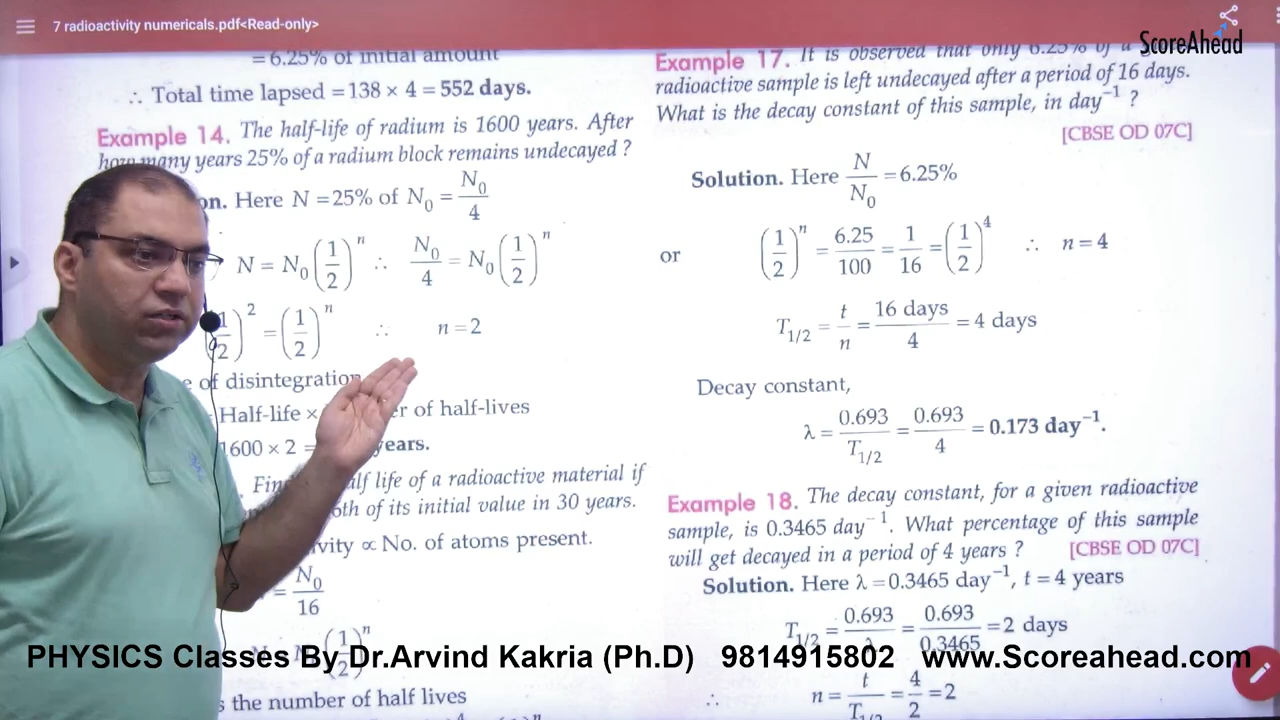 7 radioactivity numericals.pdf<Read-only>
ScoreAhead
= 6.25% of initial amount
∴ Total time lapsed = 138 × 4 = 552 days.
Example 14. The half-life of radium is 1600 years. After
how many years 25% of a radium block remains undecayed ?
on. Here N = 25% of N₀ = N₀/4
N = N₀ (1/2)ⁿ ∴ N₀/4 = N₀ (1/2)ⁿ
(1/2)² = (1/2)ⁿ ∴ n = 2
e of disintegration
Half-life × er of half-lives
1600 × 2 = years.
Fin lf life of a radioactive material if
6th of its initial value in 30 years.
vity ∝ No. of atoms present.
= N₀/16
(1/2)ⁿ
s the number of half lives
Example 17. It is observed that only 6.25% of a
radioactive sample is left undecayed after a period of 16 days.
What is the decay constant of this sample, in day⁻¹ ?
[CBSE OD 07C]
Solution. Here N/N₀ = 6.25%
or (1/2)ⁿ = 6.25/100 = 1/16 = (1/2)⁴ ∴ n = 4
T₁/₂ = t/n = 16 days/4 = 4 days
Decay constant,
λ = 0.693/T₁/₂ = 0.693/4 = 0.173 day⁻¹.
Example 18. The decay constant, for a given radioactive
sample, is 0.3465 day⁻¹. What percentage of this sample
will get decayed in a period of 4 years ? [CBSE OD 07C]
Solution. Here λ = 0.3465 day⁻¹, t = 4 years
T₁/₂ = 0.693/λ = 0.693/0.3465 = 2 days
∴ n = t/T₁/₂ = 4/2 = 2
PHYSICS Classes By Dr.Arvind Kakria (Ph.D) 9814915802 www.Scoreahead.com